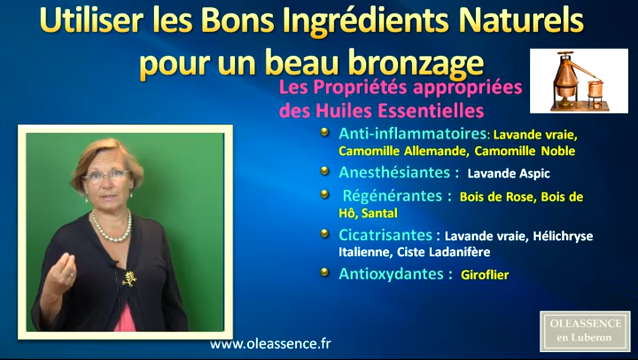 Utiliser les Bons Ingrédients Naturels
pour un beau bronzage
Les Propriétés appropriées
des Huiles Essentielles
Anti-inflammatoires: Lavande vraie,
Camomille Allemande, Camomille Noble
Anesthésiantes : Lavande Aspic
Régénérantes : Bois de Rose, Bois de
Hô, Santal
Cicatrisantes : Lavande vraie, Hélichryse
Italienne, Ciste Ladanifère
Antioxydantes : Giroflier
www.oleassence.fr
OLEASSENCE
en Luberon